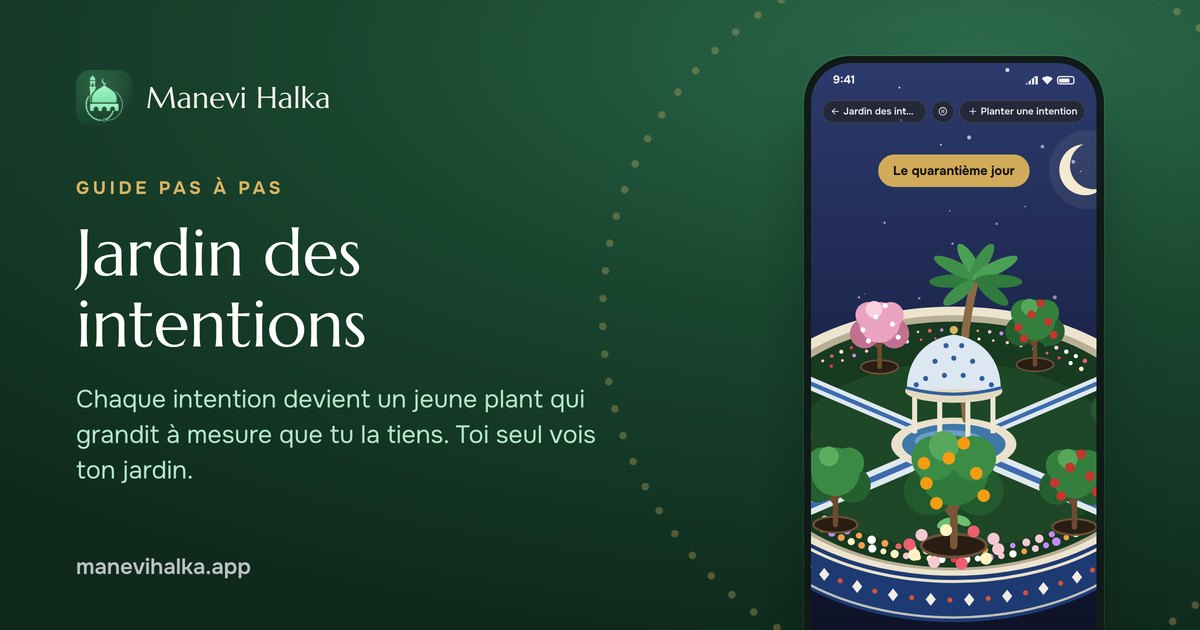 Manevi Halka
GUIDE PAS À PAS
Jardin des
intentions
Chaque intention devient un jeune plant qui
grandit à mesure que tu la tiens. Toi seul vois
ton jardin.
manevihalka.app
9:41
← Jardin des int...
+ Planter une intention
Le quarantième jour